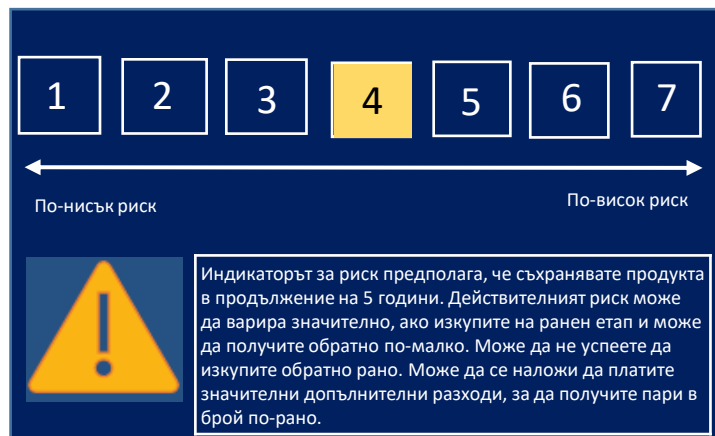 1 2 3 4 5 6 7
По-нисък риск По-висок риск
Индикаторът за риск предполага, че съхранявате продукта
в продължение на 5 години. Действителният риск може
да варира значително, ако изкупите на ранен етап и може
да получите обратно по-малко. Може да не успеете да
изкупите обратно рано. Може да се наложи да платите
значителни допълнителни разходи, за да получите пари в
брой по-рано.